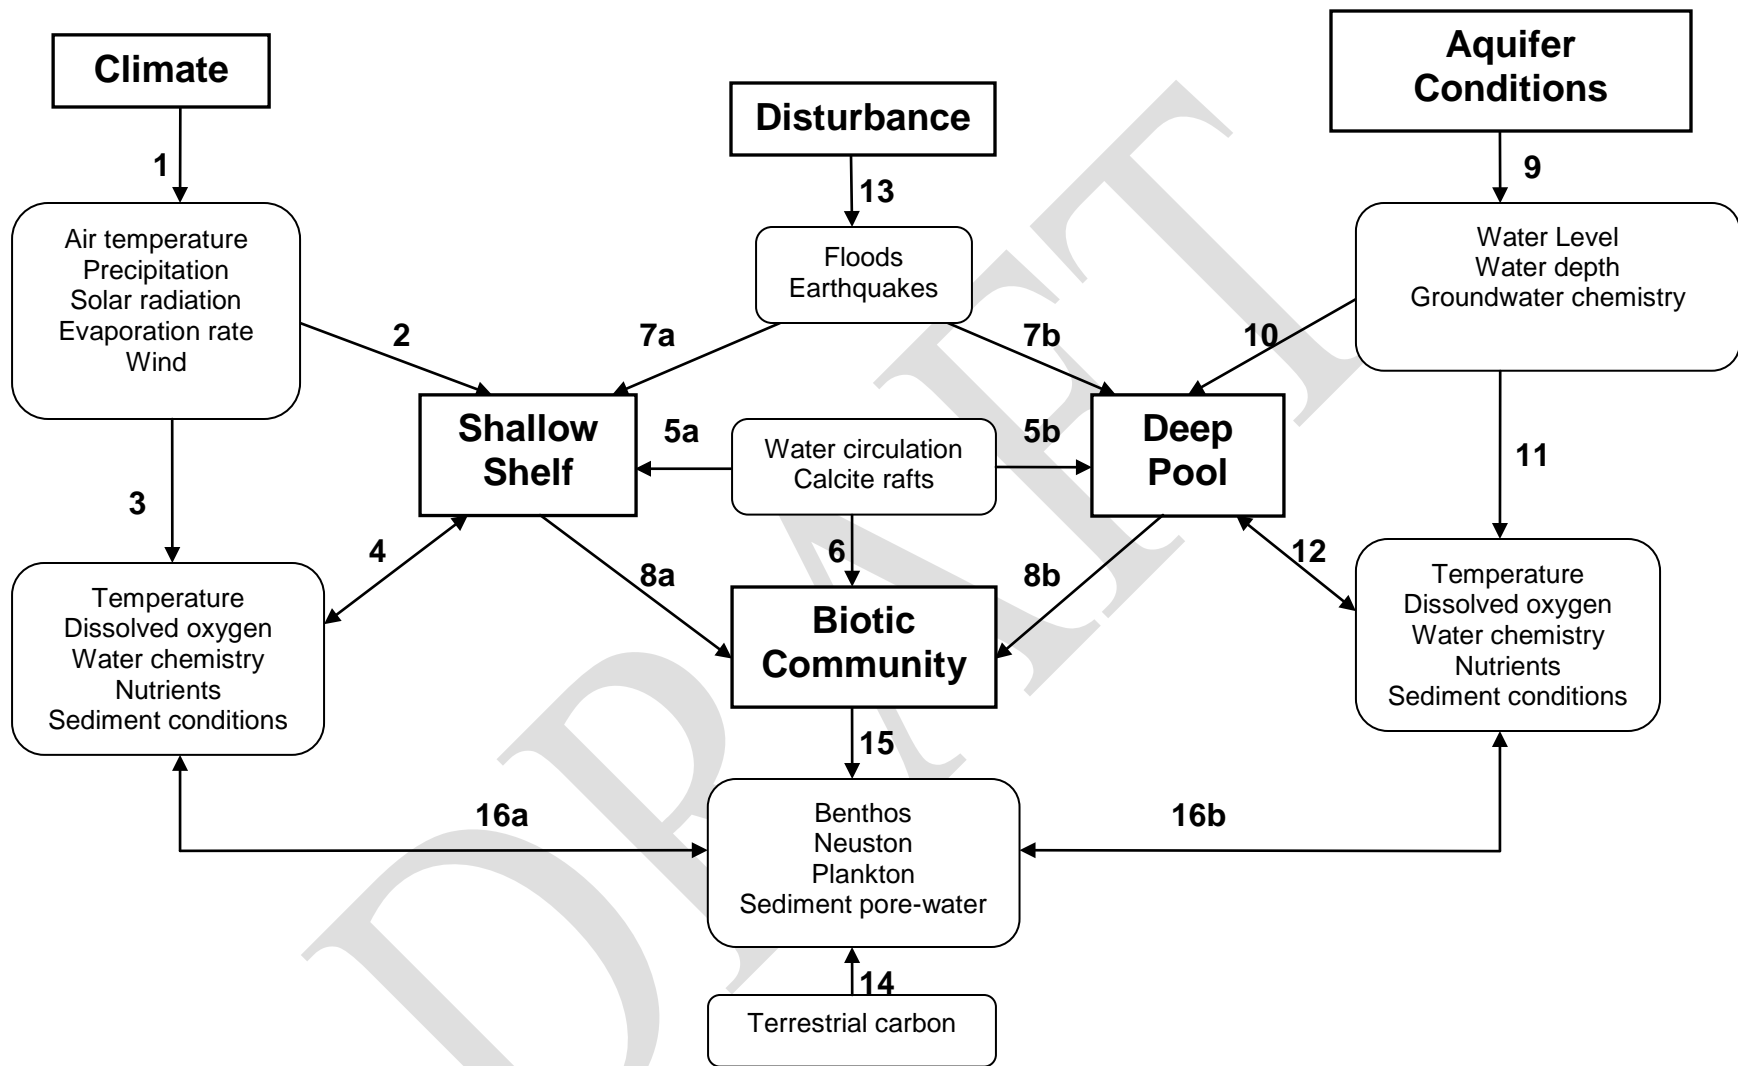 Climate
Disturbance
Aquifer
Conditions
1
13
9
Air temperature
Precipitation
Solar radiation
Evaporation rate
Wind
Floods
Earthquakes
Water Level
Water depth
Groundwater chemistry
2
7a
7b
10
Shallow
Shelf
5a
Water circulation
Calcite rafts
5b
Deep
Pool
3
11
4
8a
6
8b
12
Temperature
Dissolved oxygen
Water chemistry
Nutrients
Sediment conditions
Biotic
Community
Temperature
Dissolved oxygen
Water chemistry
Nutrients
Sediment conditions
15
16a
16b
Benthos
Neuston
Plankton
Sediment pore-water
14
Terrestrial carbon
DRAFT